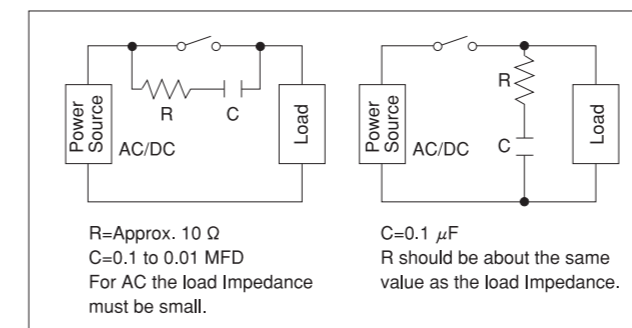 R
C
Power
Source
AC/DC
Load
R=Approx. 10 Ω
C=0.1 to 0.01 MFD
For AC the load Impedance
must be small.
R
C
Power
Source
AC/DC
Load
C=0.1 μF
R should be about the same
value as the load Impedance.